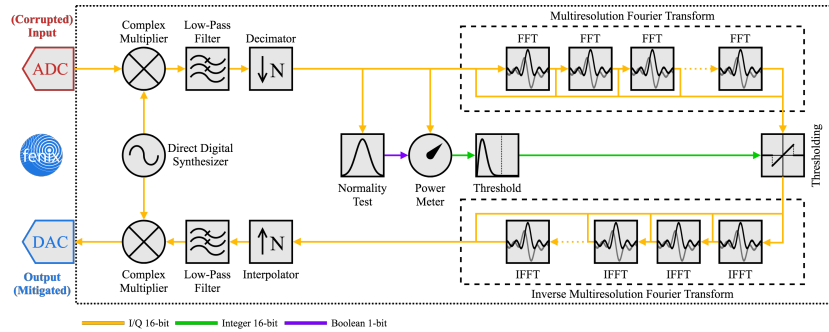 (Corrupted)
Input
Complex
Multiplier
Low-Pass
Filter
Decimator
Multiresolution Fourier Transform
FFT
FFT
FFT
FFT
ADC
N
fenix
Direct Digital
Synthesizer
Normality
Test
Power
Meter
Threshold
Thresholding
DAC
N
Output
(Mitigated)
Complex
Multiplier
Low-Pass
Filter
Interpolator
IFFT
IFFT
IFFT
IFFT
Inverse Multiresolution Fourier Transform
I/Q 16-bit
Integer 16-bit
Boolean 1-bit